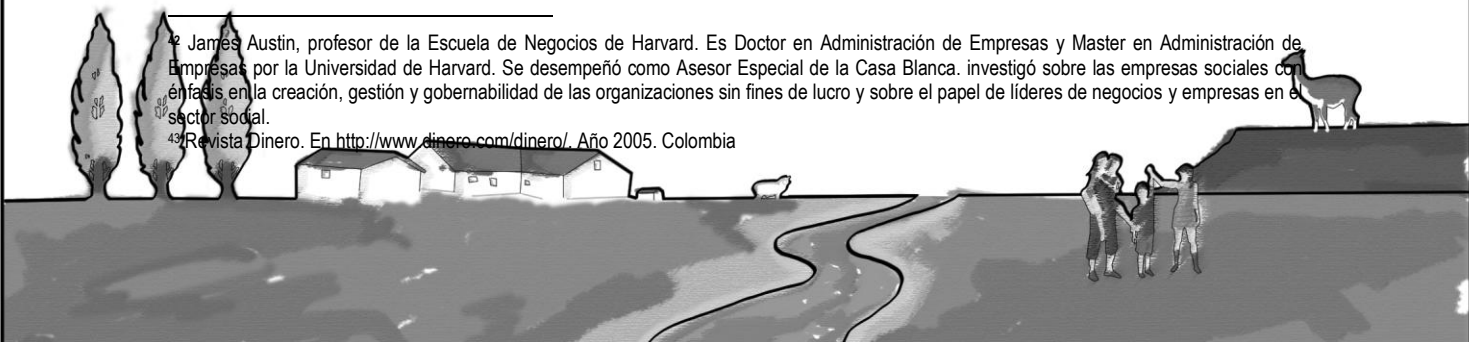 42 James Austin, profesor de la Escuela de Negocios de Harvard. Es Doctor en Administración de Empresas y Master en Administración de
Empresas por la Universidad de Harvard. Se desempeñó como Asesor Especial de la Casa Blanca. investigó sobre las empresas sociales con
énfasis en la creación, gestión y gobernabilidad de las organizaciones sin fines de lucro y sobre el papel de líderes de negocios y empresas en el
sector social.
43 Revista Dinero. En http://www.dinero.com/dinero/. Año 2005. Colombia